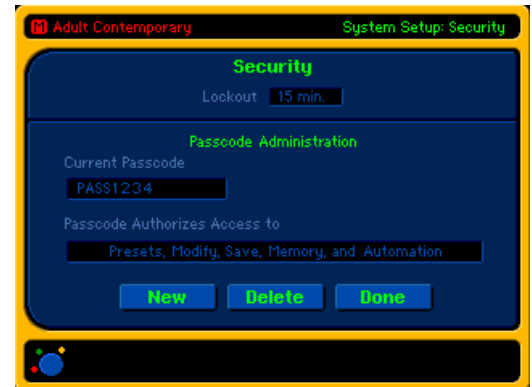 M Adult Contemporary System Setup: Security
Security
Lockout 15 min.
Passcode Administration
Current Passcode
PASS1234
Passcode Authorizes Access to
Presets, Modify, Save, Memory, and Automation
New Delete Done